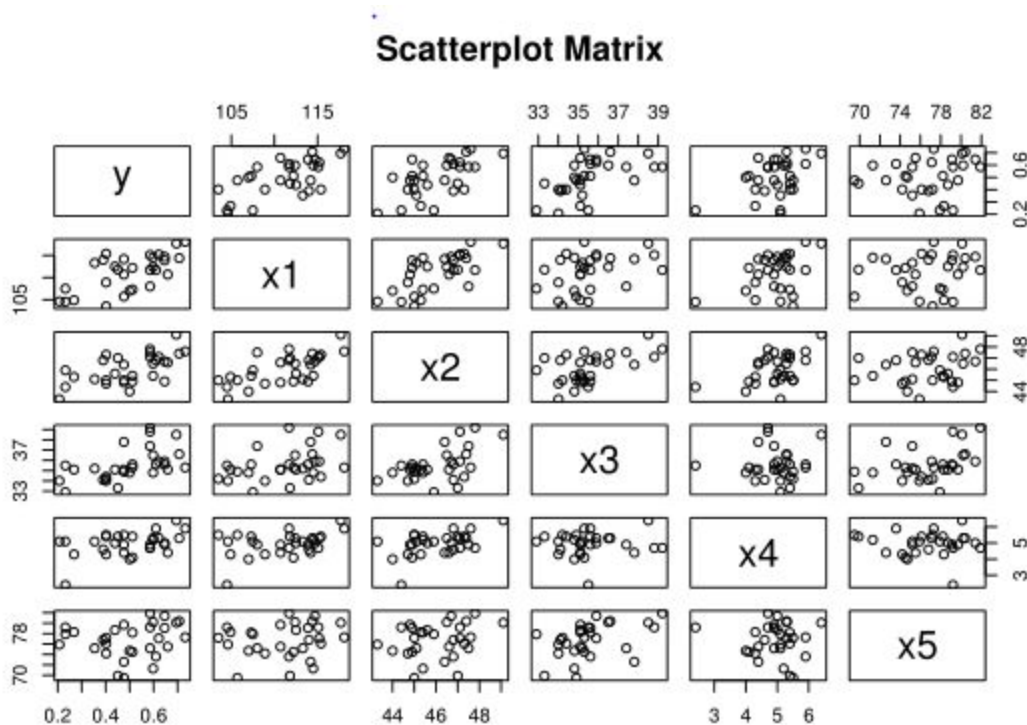 Scatterplot Matrix
105 115 33 35 37 39 70 74 78 82
y 0.2 0.6
105 x1
x2 44 48
33 37 x3
x4 3 5
70 78 x5
0.2 0.4 0.6 44 46 48 3 4 5 6